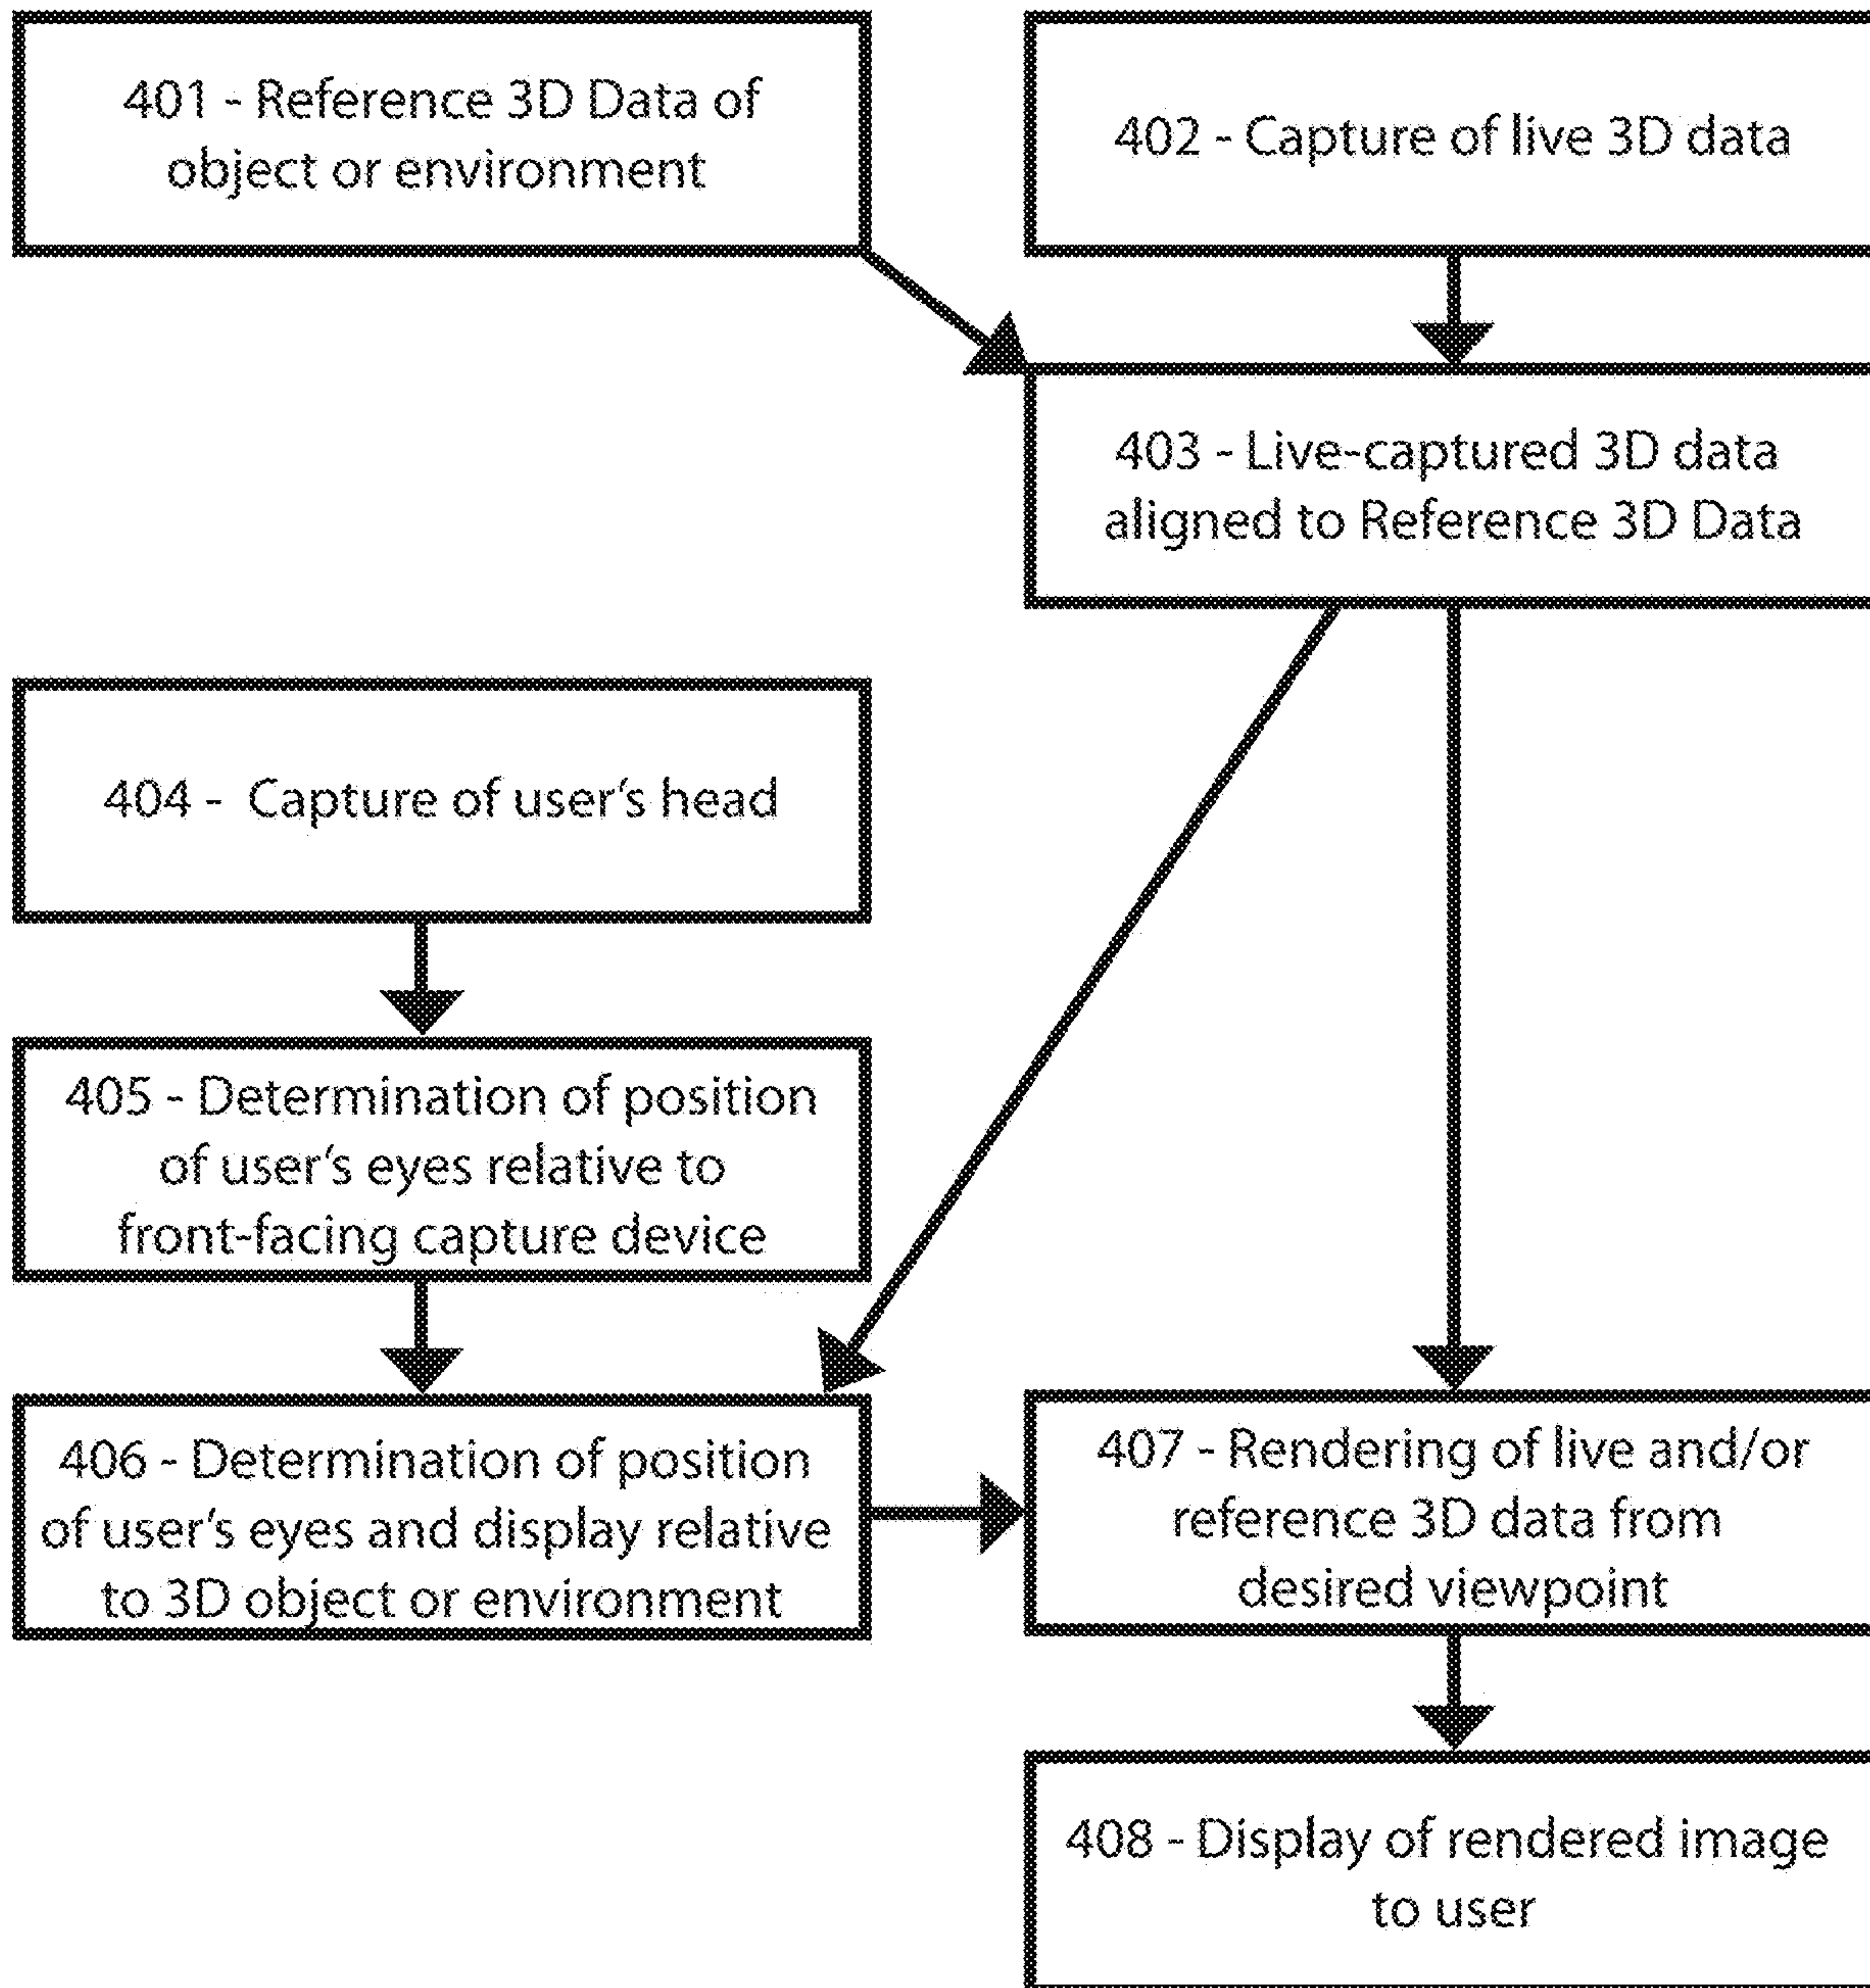 401 - Reference 3D Data of
object or environment
402 - Capture of live 3D data
403 - Live-captured 3D data
aligned to Reference 3D Data
404 -  Capture of user's head
405 - Determination of position
of user's eyes relative to
front-facing capture device
406 - Determination of position
of user's eyes and display relative
to 3D object or environment
407 - Rendering of live and/or
reference 3D data from
desired viewpoint
408 - Display of rendered image
to user